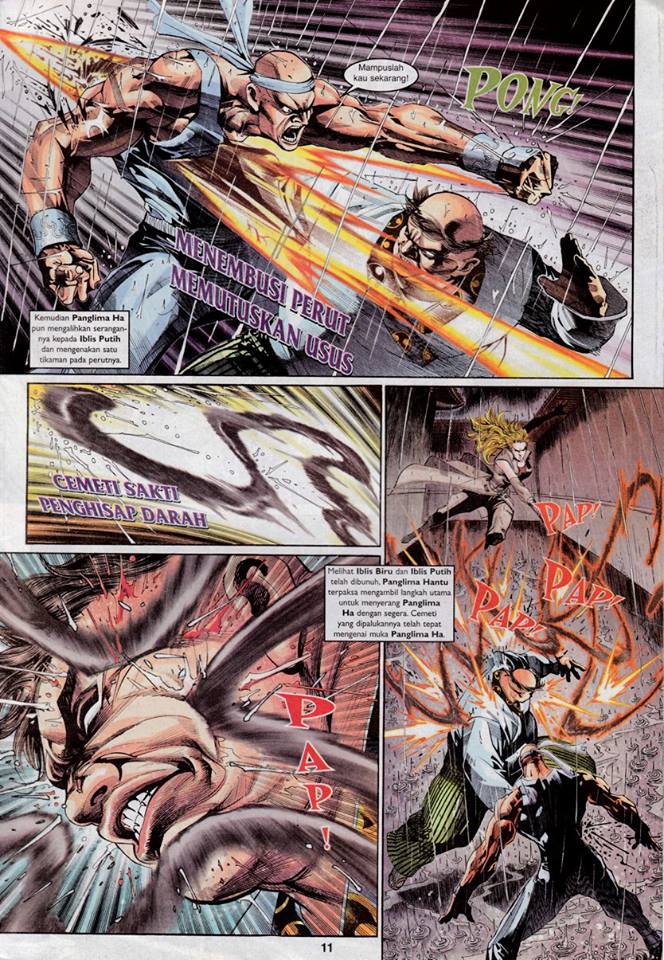 Mampuslah
kau sekarang!
PONG!
MENEMBUSI PERUT
MEMUTUSKAN USUS
Kemudian Panglima Ha
pun mengalihkan serangan-
nya kepada Iblis Putih
dan mengenakan satu
tikaman pada perutnya.
CEMETI SAKTI
PENGHISAP DARAH
PAP!
PAP!
PAP!
Melihat Iblis Biru dan Iblis Putih
telah dibunuh, Panglima Hantu
terpaksa mengambil langkah utama
untuk menyerang Panglima
Ha dengan segera. Cemeti
yang dipalukannya telah tepat
mengenai muka Panglima Ha.
PAP!
11